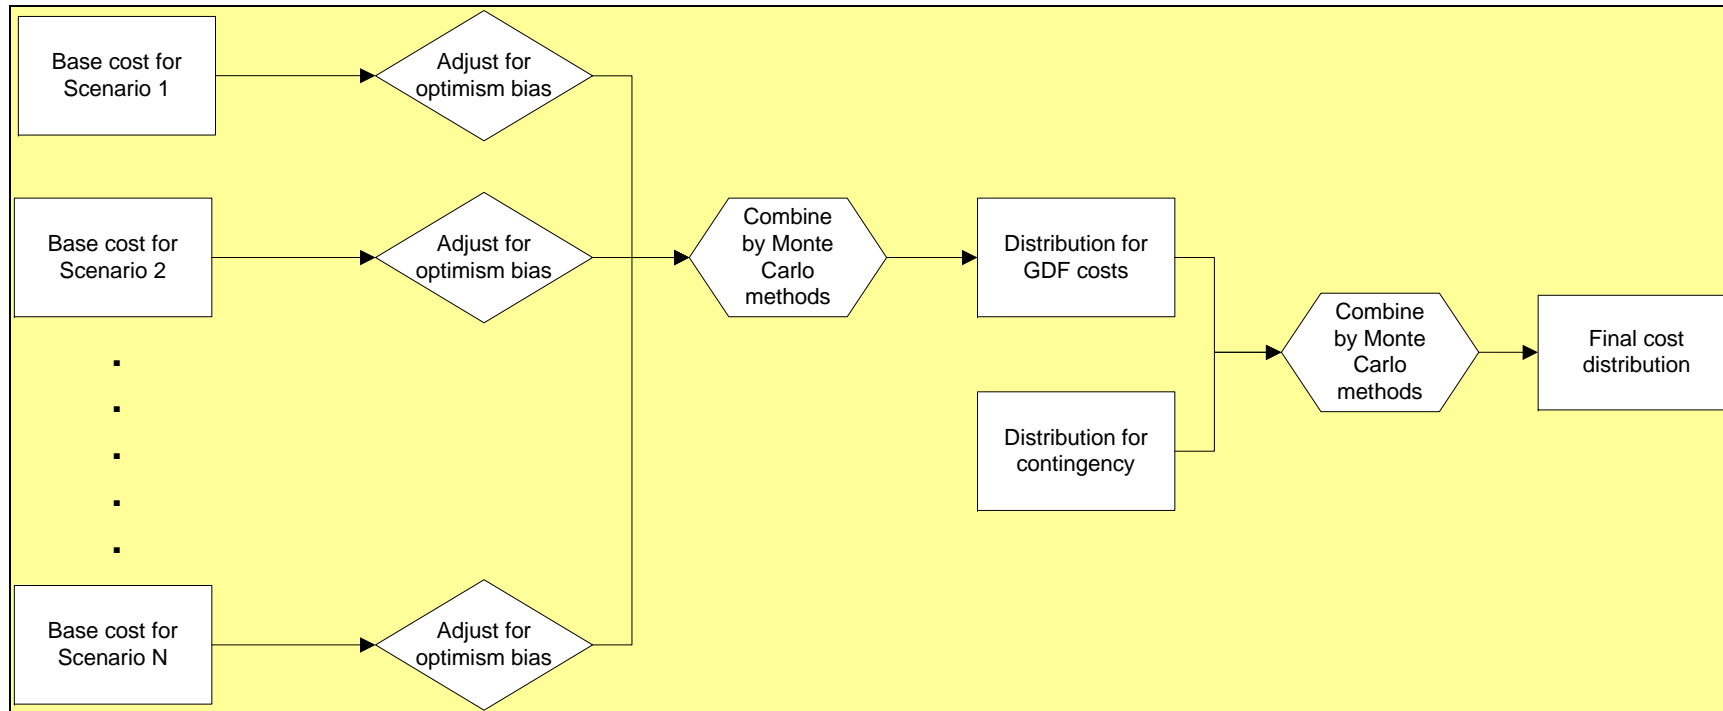 Base cost for
Scenario 1
Adjust for
optimism bias
Base cost for
Scenario 2
Adjust for
optimism bias
Combine
by Monte
Carlo
methods
Distribution for
GDF costs
Distribution for
contingency
Combine
by Monte
Carlo
methods
Final cost
distribution
Base cost for
Scenario N
Adjust for
optimism bias